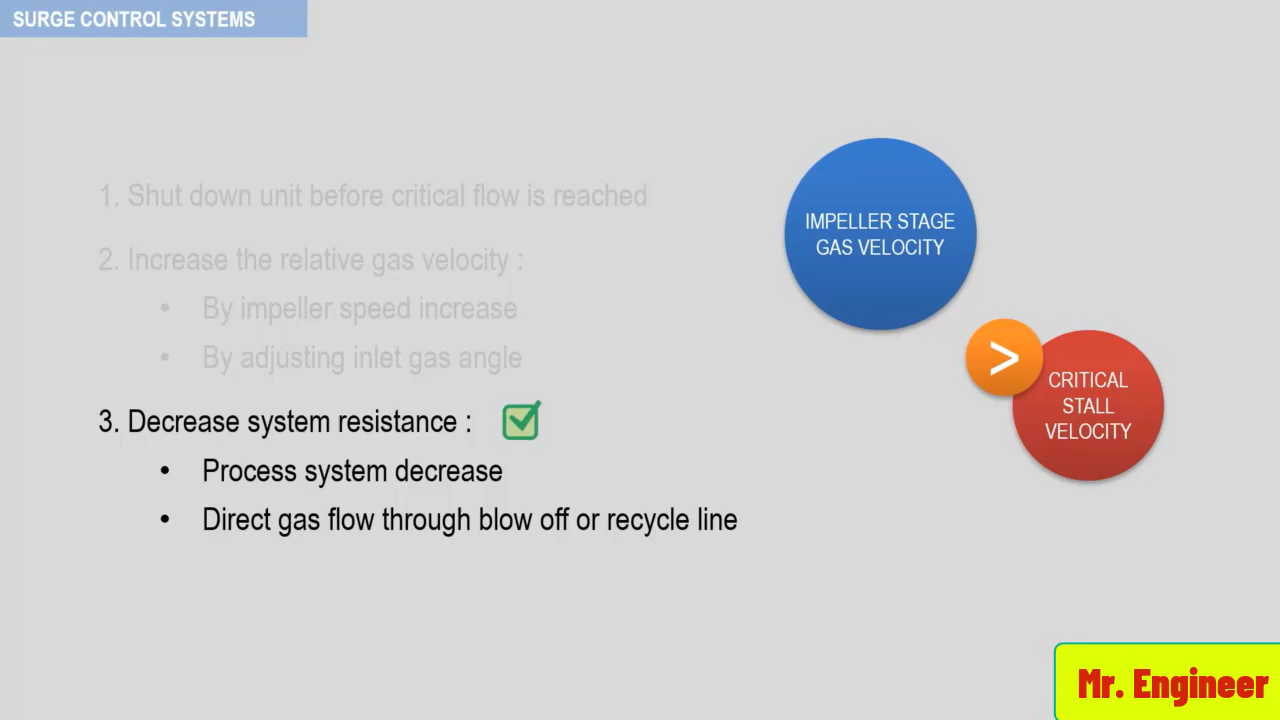 SURGE CONTROL SYSTEMS
1. Shut down unit before critical flow is reached
2. Increase the relative gas velocity :
• By impeller speed increase
• By adjusting inlet gas angle
3. Decrease system resistance :
• Process system decrease
• Direct gas flow through blow off or recycle line
IMPELLER STAGE
GAS VELOCITY
>
CRITICAL
STALL
VELOCITY
Mr. Engineer